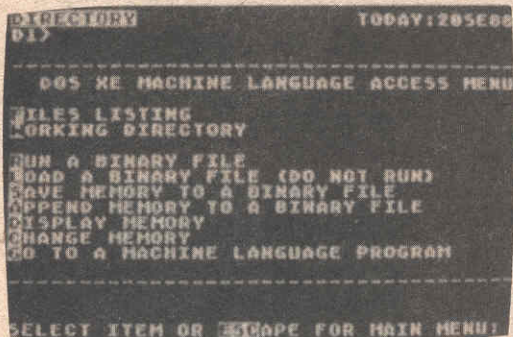 DIRECTORY TODAY:20SE88
D1>
DOS XE MACHINE LANGUAGE ACCESS MENU
FILES LISTING
WORKING DIRECTORY
RUN A BINARY FILE
LOAD A BINARY FILE (DO NOT RUN)
SAVE MEMORY TO A BINARY FILE
APPEND MEMORY TO A BINARY FILE
DISPLAY MEMORY
CHANGE MEMORY
GO TO A MACHINE LANGUAGE PROGRAM
SELECT ITEM OR ESCAPE FOR MAIN MENU: